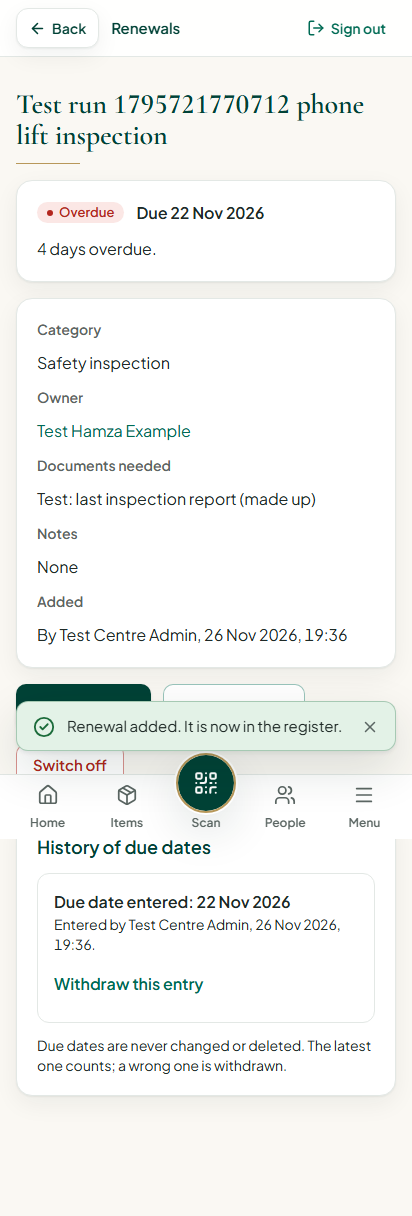 Back
Renewals
Sign out
Test run 1795721770712 phone
lift inspection
Overdue
Due 22 Nov 2026
4 days overdue.
Category
Safety inspection
Owner
Test Hamza Example
Documents needed
Test: last inspection report (made up)
Notes
None
Added
By Test Centre Admin, 26 Nov 2026, 19:36
Renewal added. It is now in the register.
Switch off
Home
Items
Scan
People
Menu
History of due dates
Due date entered: 22 Nov 2026
Entered by Test Centre Admin, 26 Nov 2026,
19:36.
Withdraw this entry
Due dates are never changed or deleted. The latest
one counts; a wrong one is withdrawn.